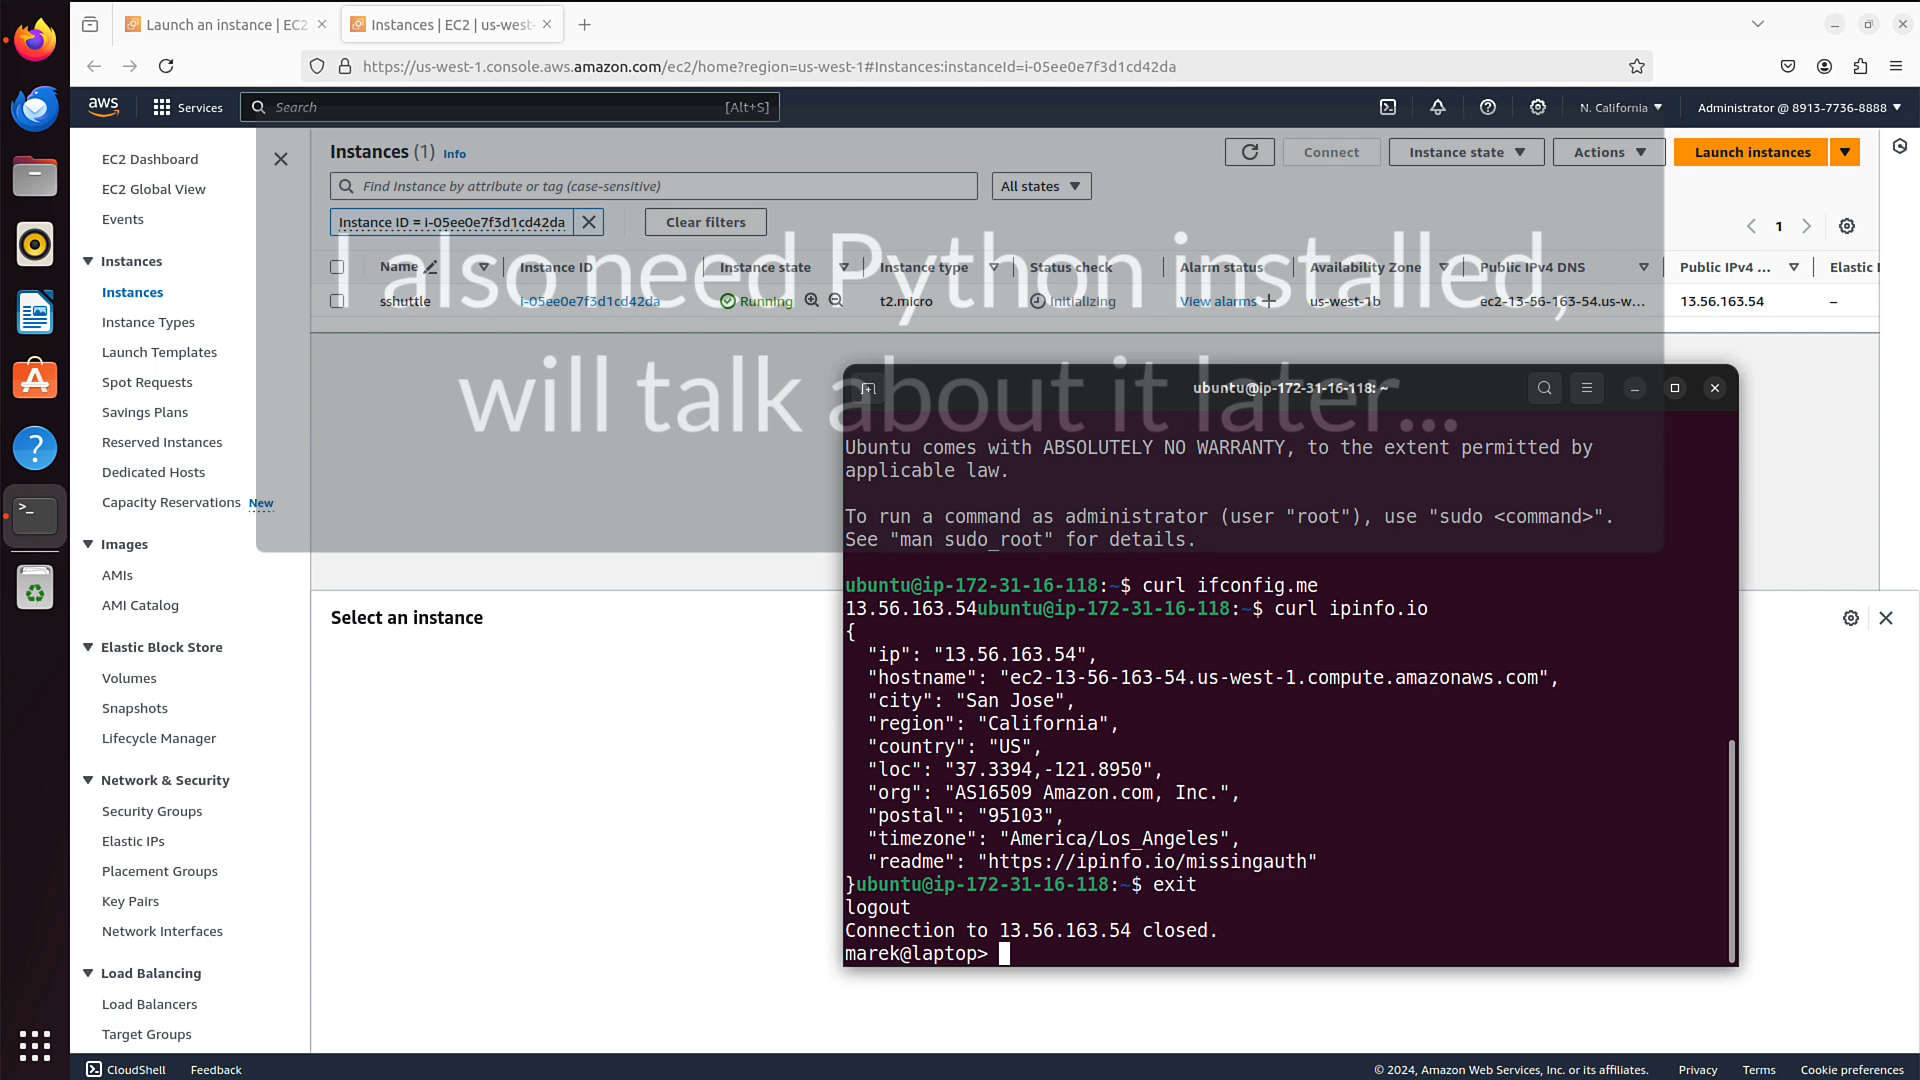 Launch an instance | EC2
Instances | EC2 | us-west-
https://us-west-1.console.aws.amazon.com/ec2/home?region=us-west-1#Instances:instanceId=i-05ee0e7f3d1cd42da
aws Services Search [Alt+S] N. California Administrator @ 8913-7736-8888
EC2 Dashboard
EC2 Global View
Events
Instances
Instances
Instance Types
Launch Templates
Spot Requests
Savings Plans
Reserved Instances
Dedicated Hosts
Capacity Reservations New
Images
AMIs
AMI Catalog
Elastic Block Store
Volumes
Snapshots
Lifecycle Manager
Network & Security
Security Groups
Elastic IPs
Placement Groups
Key Pairs
Network Interfaces
Load Balancing
Load Balancers
Target Groups
Instances (1) Info Connect Instance state Actions Launch instances
Find Instance by attribute or tag (case-sensitive) All states
Instance ID = i-05ee0e7f3d1cd42da Clear filters 1
Name Instance ID Instance state Instance type Status check Alarm status Availability Zone Public IPv4 DNS Public IPv4 ... Elastic I
sshuttle i-05ee0e7f3d1cd42da Running t2.micro Initializing View alarms + us-west-1b ec2-13-56-163-54.us-w... 13.56.163.54 –
I also need Python installed,
will talk about it later...
Select an instance
ubuntu@ip-172-31-16-118: ~
Ubuntu comes with ABSOLUTELY NO WARRANTY, to the extent permitted by
applicable law.
To run a command as administrator (user "root"), use "sudo <command>".
See "man sudo_root" for details.
ubuntu@ip-172-31-16-118:~$ curl ifconfig.me
13.56.163.54ubuntu@ip-172-31-16-118:~$ curl ipinfo.io
{
"ip": "13.56.163.54",
"hostname": "ec2-13-56-163-54.us-west-1.compute.amazonaws.com",
"city": "San Jose",
"region": "California",
"country": "US",
"loc": "37.3394,-121.8950",
"org": "AS16509 Amazon.com, Inc.",
"postal": "95103",
"timezone": "America/Los_Angeles",
"readme": "https://ipinfo.io/missingauth"
}ubuntu@ip-172-31-16-118:~$ exit
logout
Connection to 13.56.163.54 closed.
marek@laptop>
CloudShell Feedback © 2024, Amazon Web Services, Inc. or its affiliates. Privacy Terms Cookie preferences